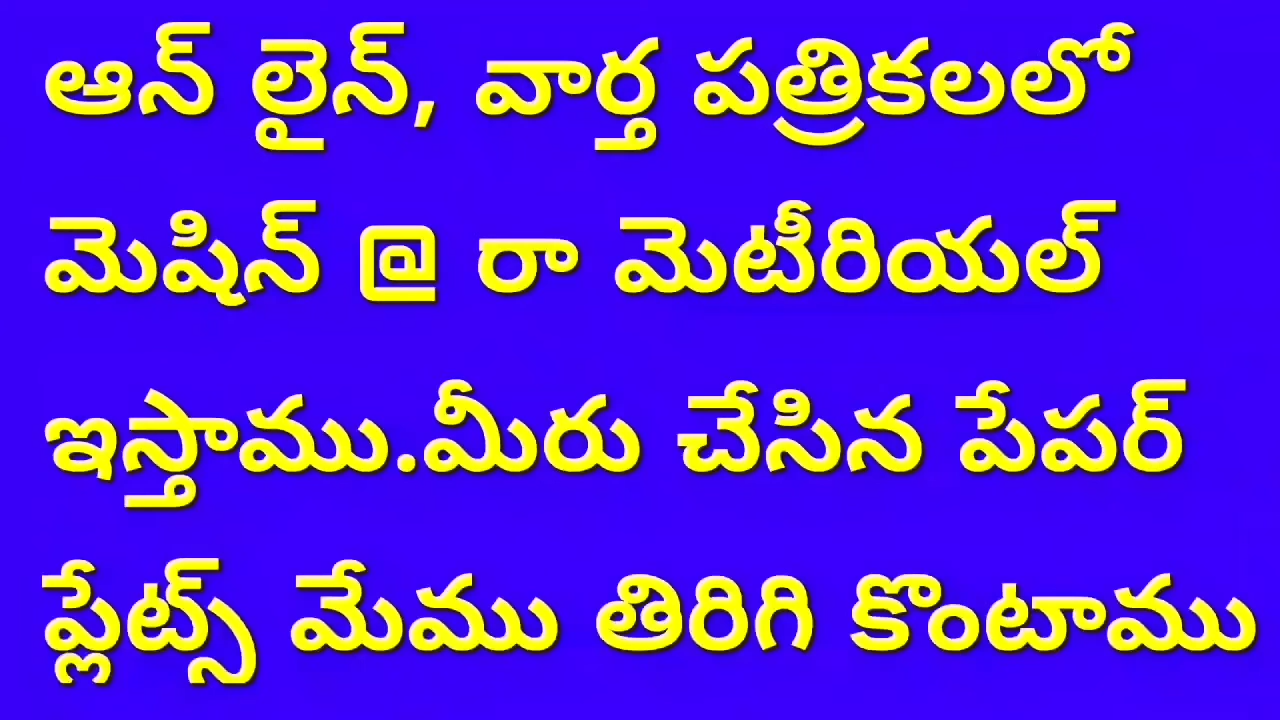 ఆన్ లైన్, వార్త పత్రికలలో
మెషిన్ @ రా మెటీరియల్
ఇస్తాము.మీరు చేసిన పేపర్
ప్లేట్స్ మేము తిరిగి కొంటాము